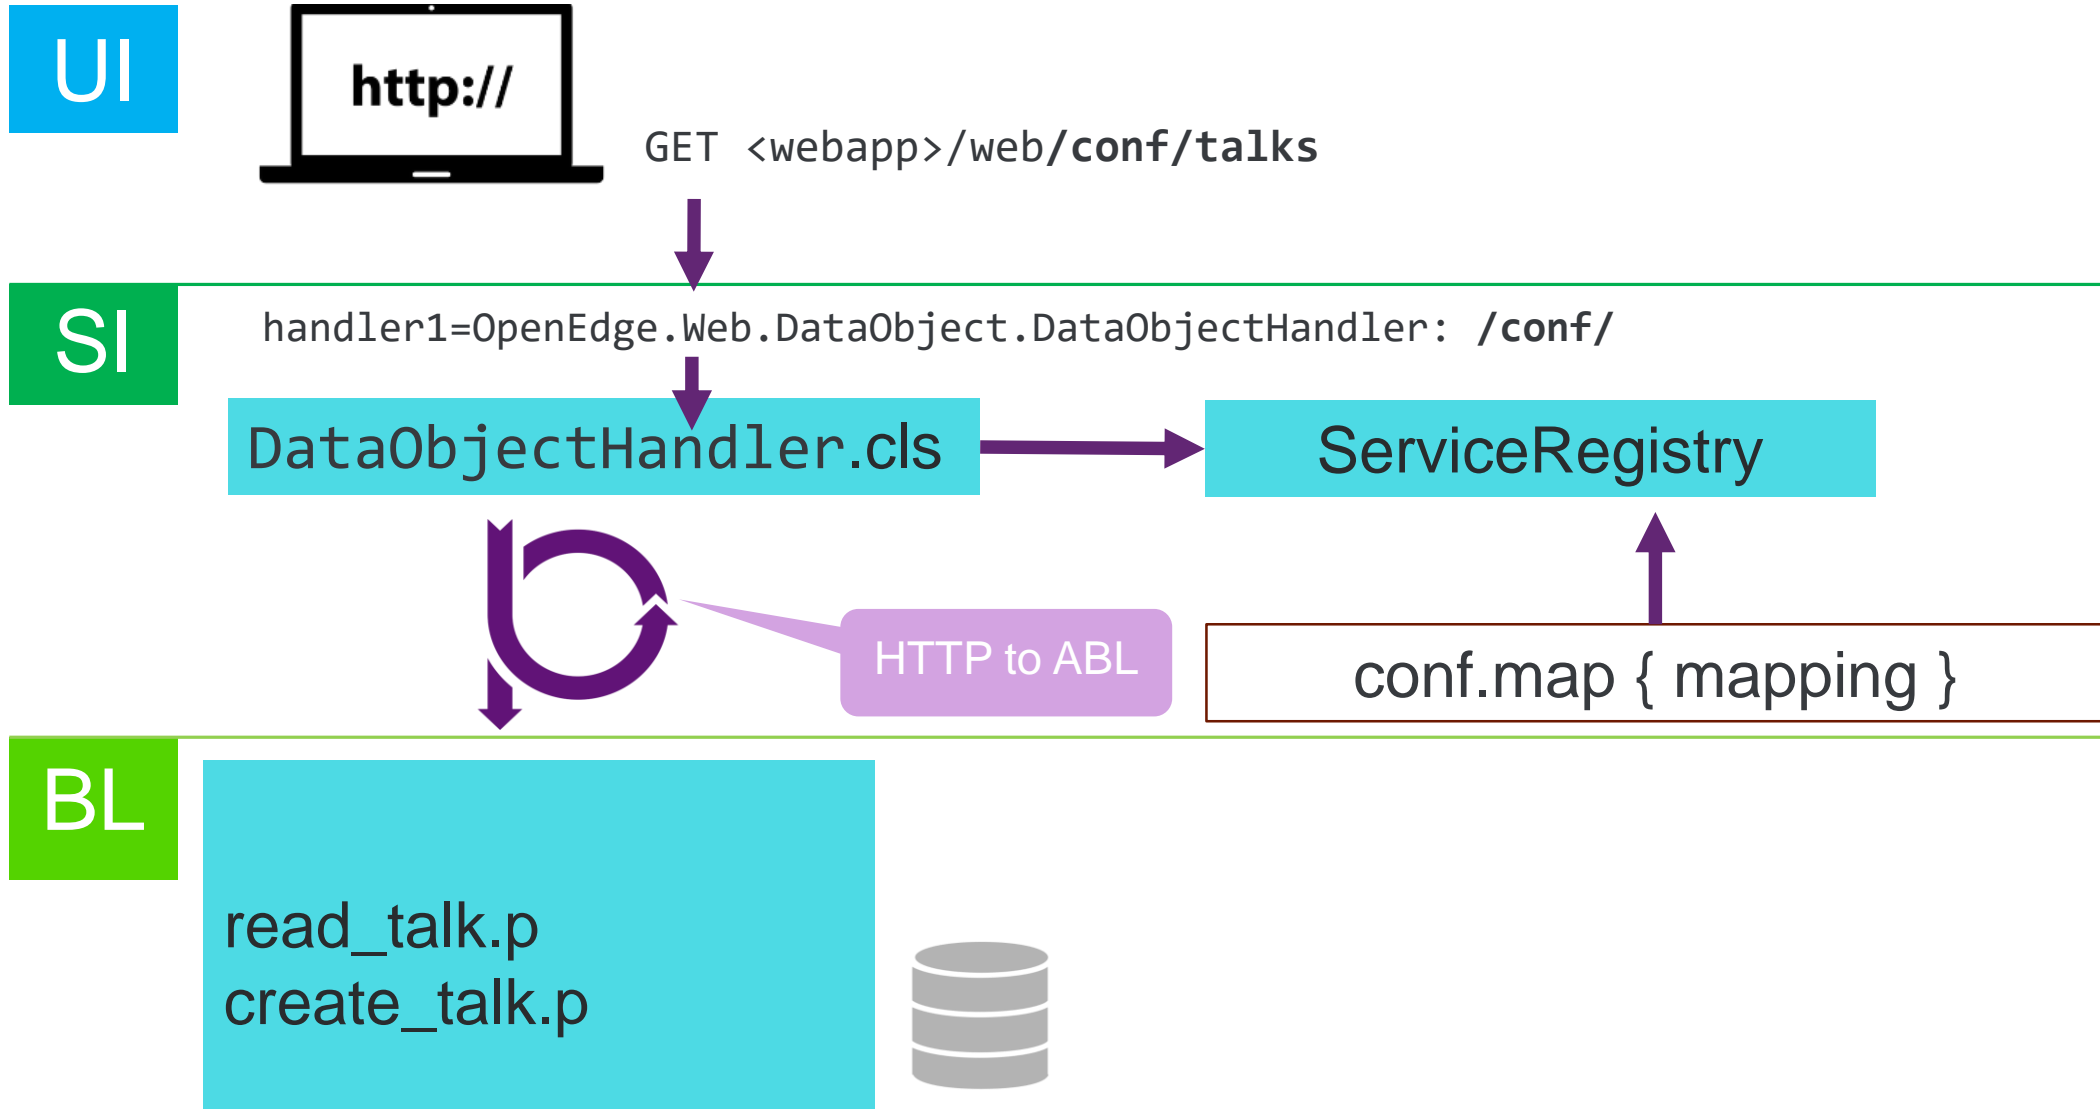 UI
http://
GET <webapp>/web/conf/talks
SI
handler1=OpenEdge.Web.DataObject.DataObjectHandler: /conf/
DataObjectHandler.cls
ServiceRegistry
HTTP to ABL
conf.map { mapping }
BL
read_talk.p
create_talk.p